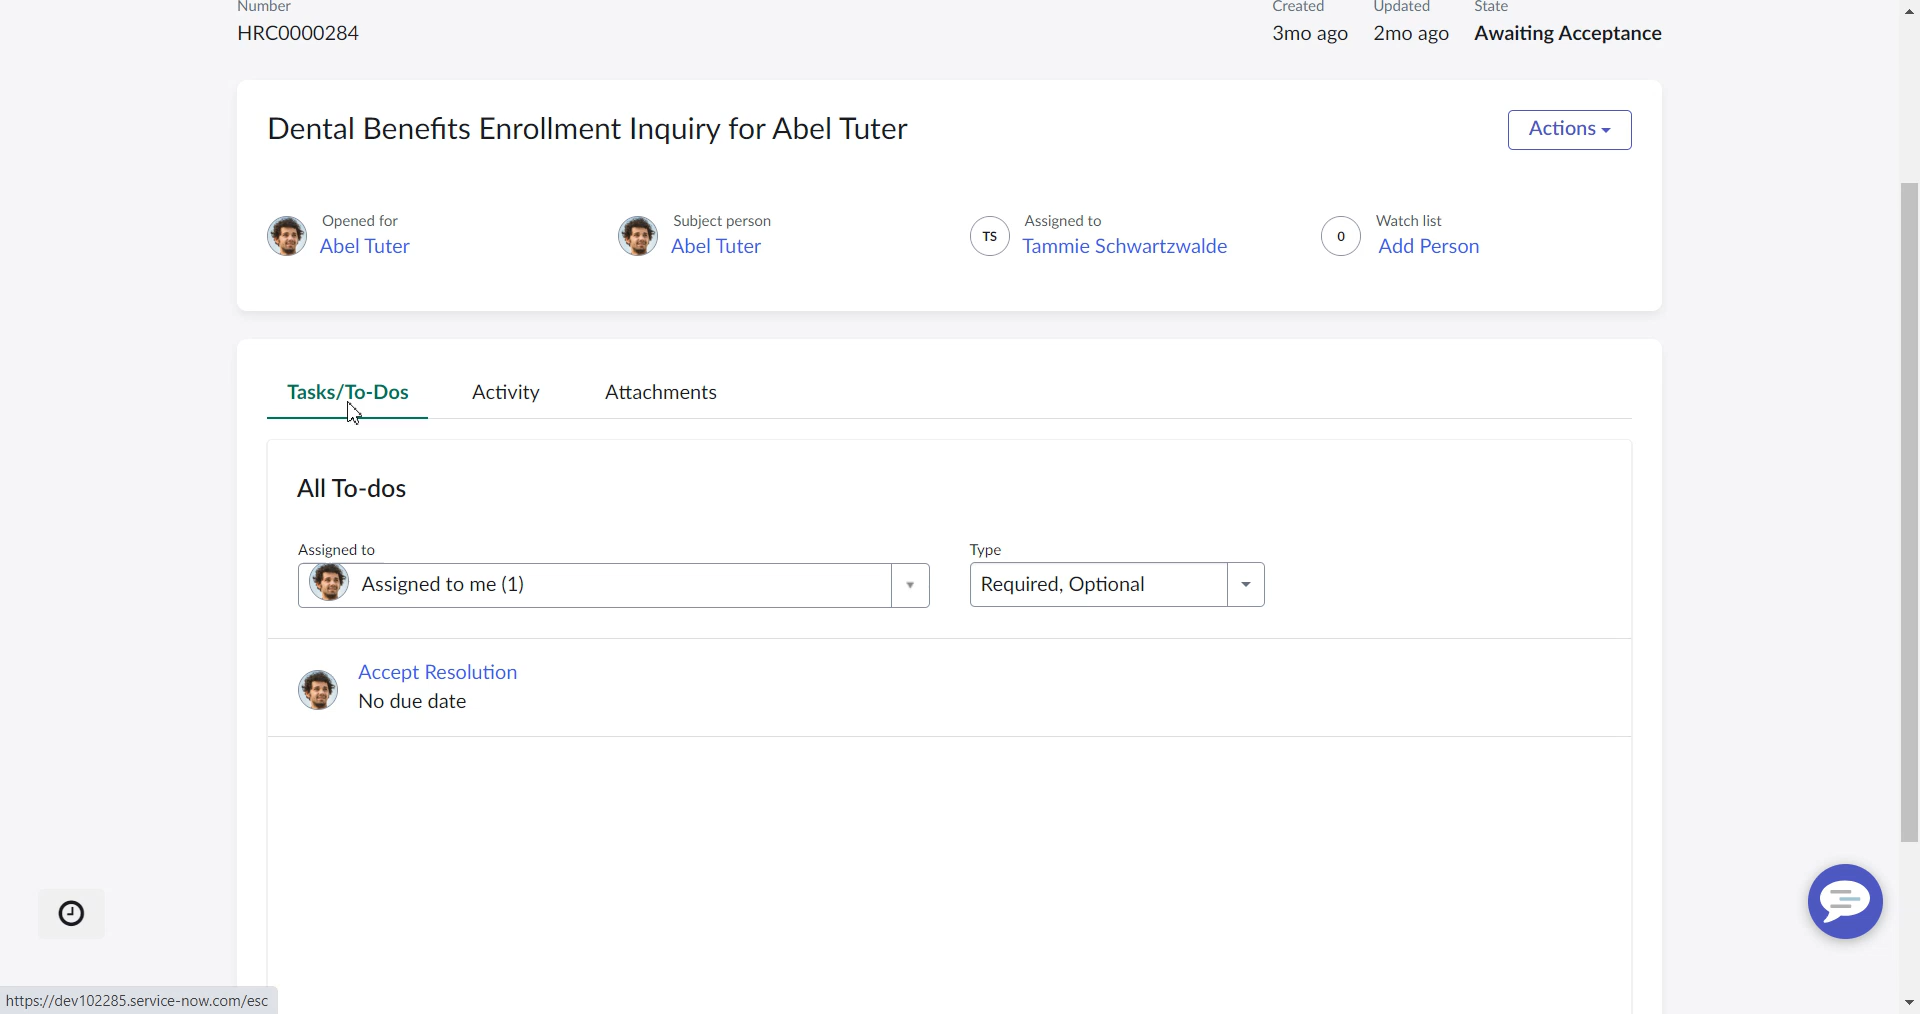 Number
HRC0000284
Created
3mo ago
Updated
2mo ago
State
Awaiting Acceptance
Dental Benefits Enrollment Inquiry for Abel Tuter
Actions
Opened for
Abel Tuter
Subject person
Abel Tuter
TS
Assigned to
Tammie Schwartzwalde
0
Watch list
Add Person
Tasks/To-Dos
Activity
Attachments
All To-dos
Assigned to
Assigned to me (1)
Type
Required, Optional
Accept Resolution
No due date
https://dev102285.service-now.com/esc